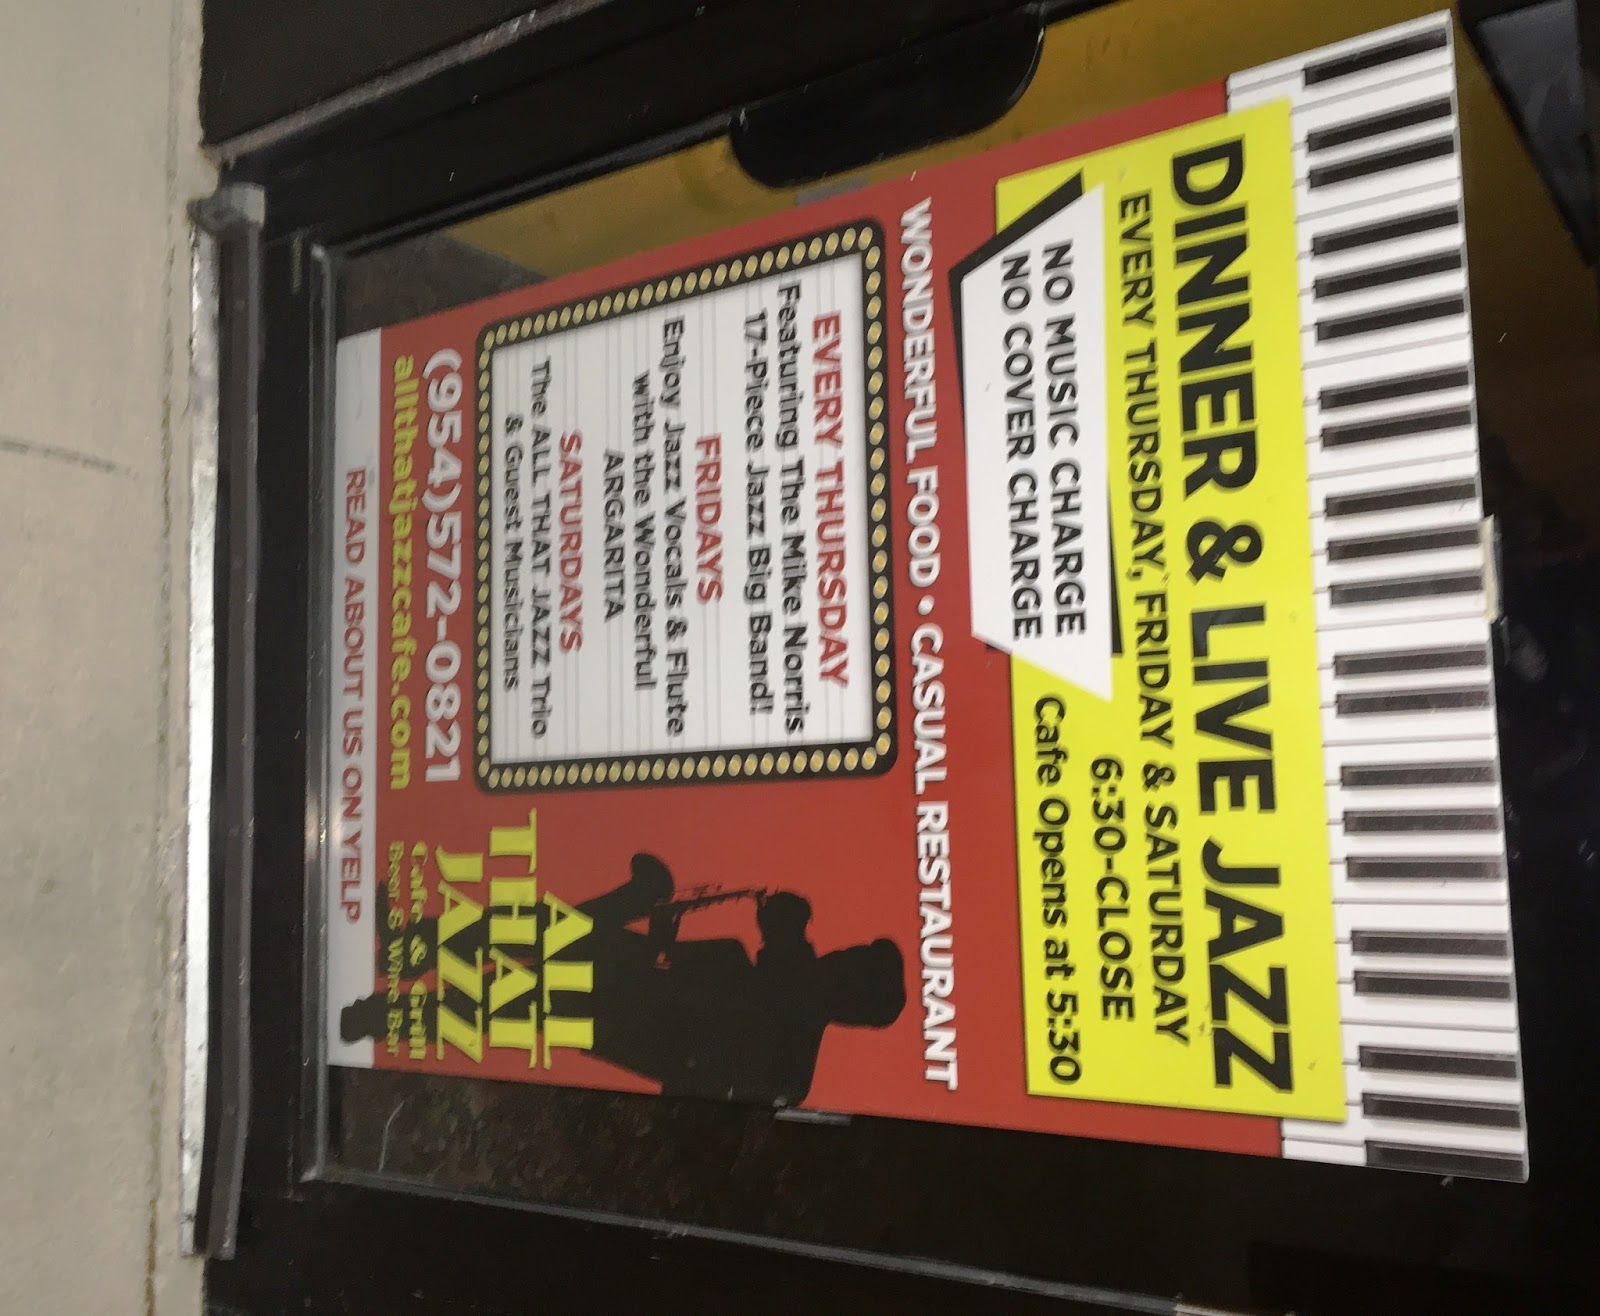 DINNER & LIVE JAZZ
EVERY THURSDAY, FRIDAY & SATURDAY
6:30-CLOSE
NO MUSIC CHARGE
NO COVER CHARGE
Cafe Opens at 5:30
WONDERFUL FOOD • CASUAL RESTAURANT
EVERY THURSDAY
Featuring The Mike Norris
17-Piece Jazz Big Band!
FRIDAYS
Enjoy Jazz Vocals & Flute
with the Wonderful
ARGARITA
SATURDAYS
The ALL THAT JAZZ Trio
& Guest Musicians
(954)572-0821
allthatjazzcafe.com
ALL
THAT
JAZZ
Cafe & Grill
Beer & Wine Bar
READ ABOUT US ON YELP